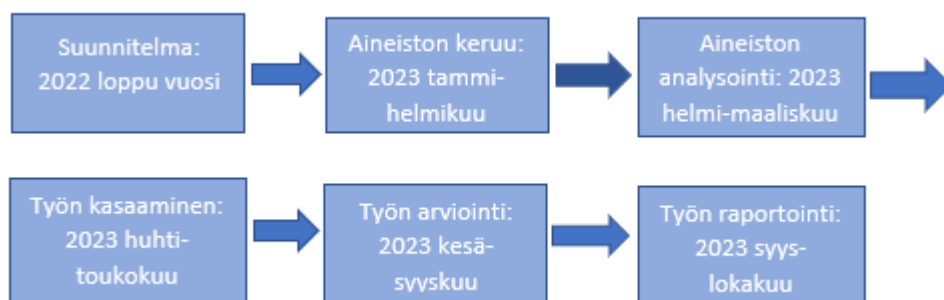 Suunnitelma:
2022 loppu vuosi
Aineiston keruu:
2023 tammi-
helmikuu
Aineiston
analysointi: 2023
helmi-maaliskuu
Työn kasaaminen:
2023 huhti-
toukokuu
Työn arviointi:
2023 kesä-
syyskuu
Työn raportointi:
2023 syys-
lokakuu